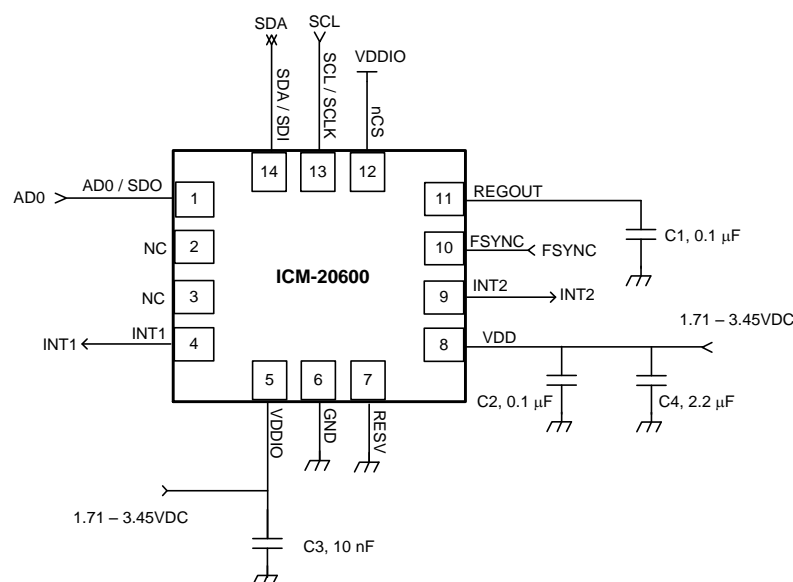 SDA
SCL
VDDIO
SDA / SDI
SCL / SCLK
nCS
14
13
12
AD0
AD0 / SDO
1
11
REGOUT
C1, 0.1 μF
NC
2
10
FSYNC
FSYNC
ICM-20600
NC
3
9
INT2
INT2
INT1
INT1
4
8
VDD
1.71 – 3.45VDC
5
6
7
C2, 0.1 μF
C4, 2.2 μF
VDDIO
GND
RESV
1.71 – 3.45VDC
C3, 10 nF